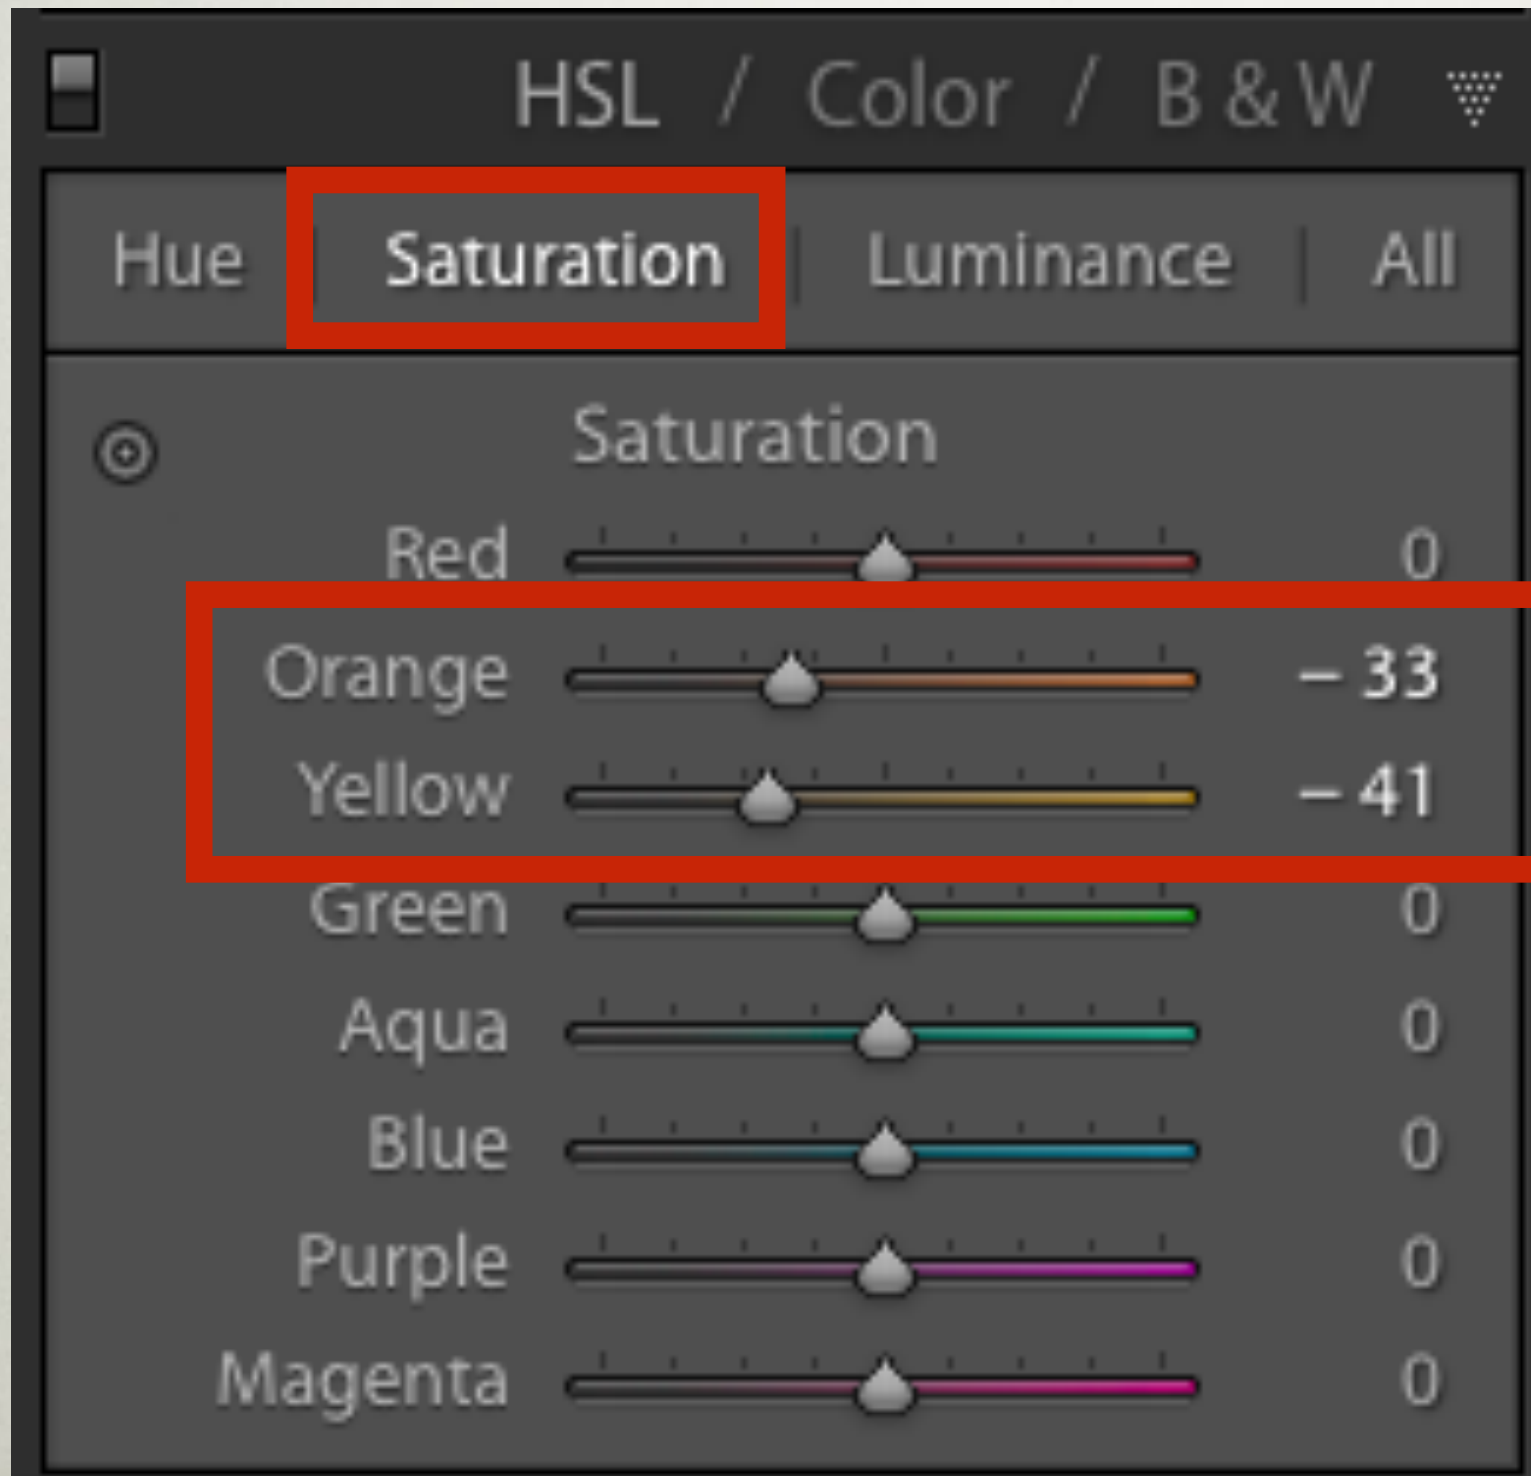 HSL / Color / B & W
Hue | Saturation | Luminance | All
Saturation
Red 0
Orange – 33
Yellow – 41
Green 0
Aqua 0
Blue 0
Purple 0
Magenta 0